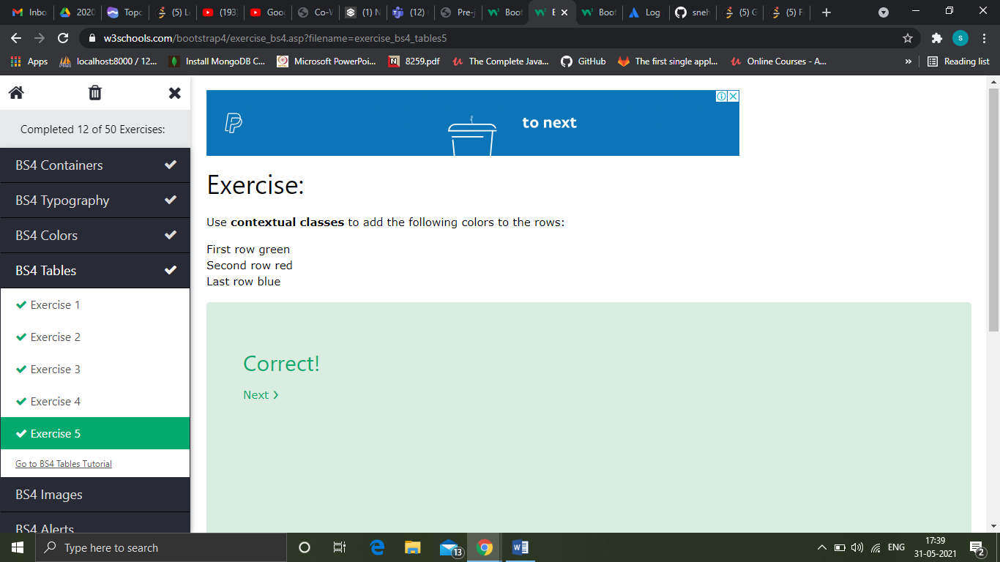 Inbo
2020
Topc
(5) L
(193)
Goo
Co-W
(1) N
(12)
Pre-j
Boot
E
Boot
Log
sneh
(5) G
(5) F
w3schools.com/bootstrap4/exercise_bs4.asp?filename=exercise_bs4_tables5
S
Apps
localhost:8000 / 12...
Install MongoDB C...
Microsoft PowerPoi...
8259.pdf
The Complete Java...
GitHub
The first single appl...
Online Courses - A...
»
Reading list
Completed 12 of 50 Exercises:
BS4 Containers
BS4 Typography
BS4 Colors
BS4 Tables
Exercise 1
Exercise 2
Exercise 3
Exercise 4
Exercise 5
Go to BS4 Tables Tutorial
BS4 Images
BS4 Alerts
to next
Exercise:
Use contextual classes to add the following colors to the rows:
First row green
Second row red
Last row blue
Correct!
Next ❯
Type here to search
13
ENG
17:39
31-05-2021
2